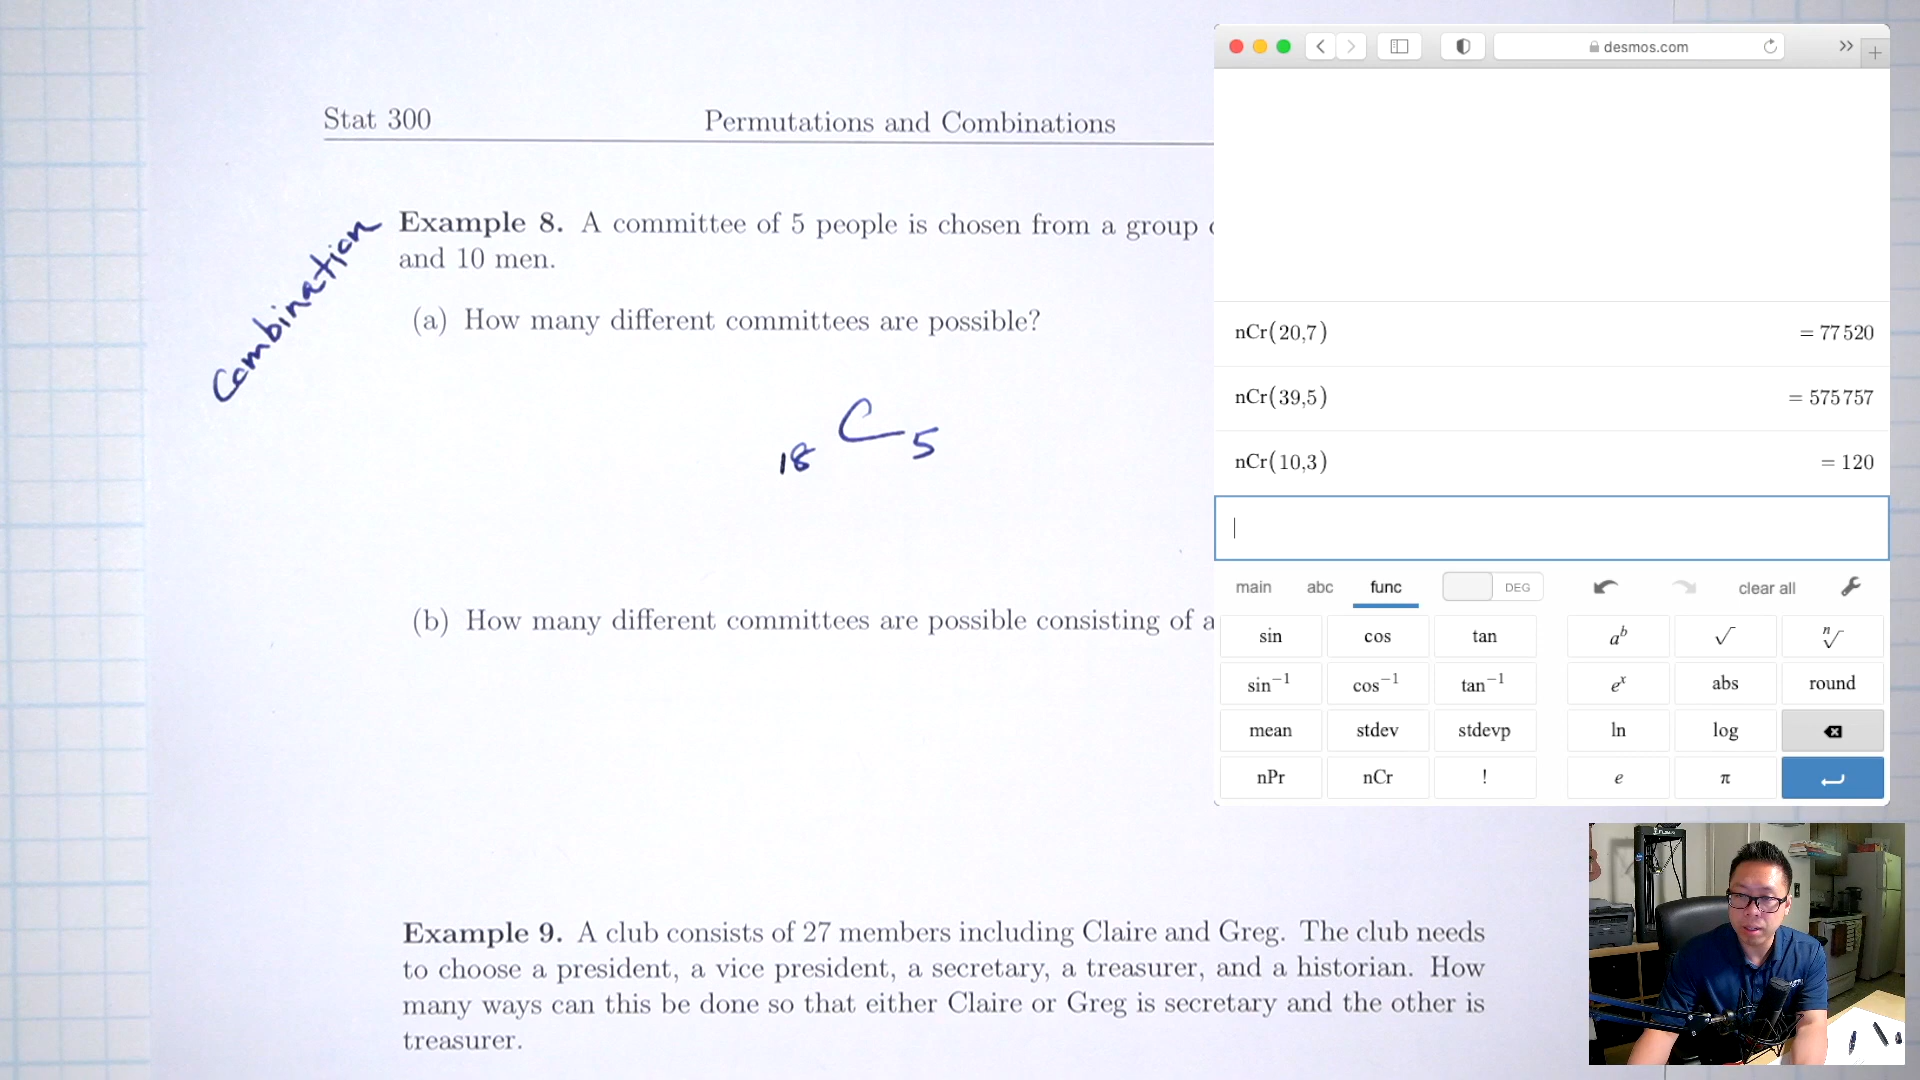 Stat 300
Permutations and Combinations
Combination
Example 8. A committee of 5 people is chosen from a group
and 10 men.
(a) How many different committees are possible?
18 C 5
(b) How many different committees are possible consisting of a
Example 9. A club consists of 27 members including Claire and Greg. The club needs
to choose a president, a vice president, a secretary, a treasurer, and a historian. How
many ways can this be done so that either Claire or Greg is secretary and the other is
treasurer.
desmos.com
nCr(20,7) = 77520
nCr(39,5) = 575757
nCr(10,3) = 120
main abc func DEG clear all
sin cos tan a^b √ ⁿ√
sin⁻¹ cos⁻¹ tan⁻¹ eˣ abs round
mean stdev stdevp ln log
nPr nCr ! e π